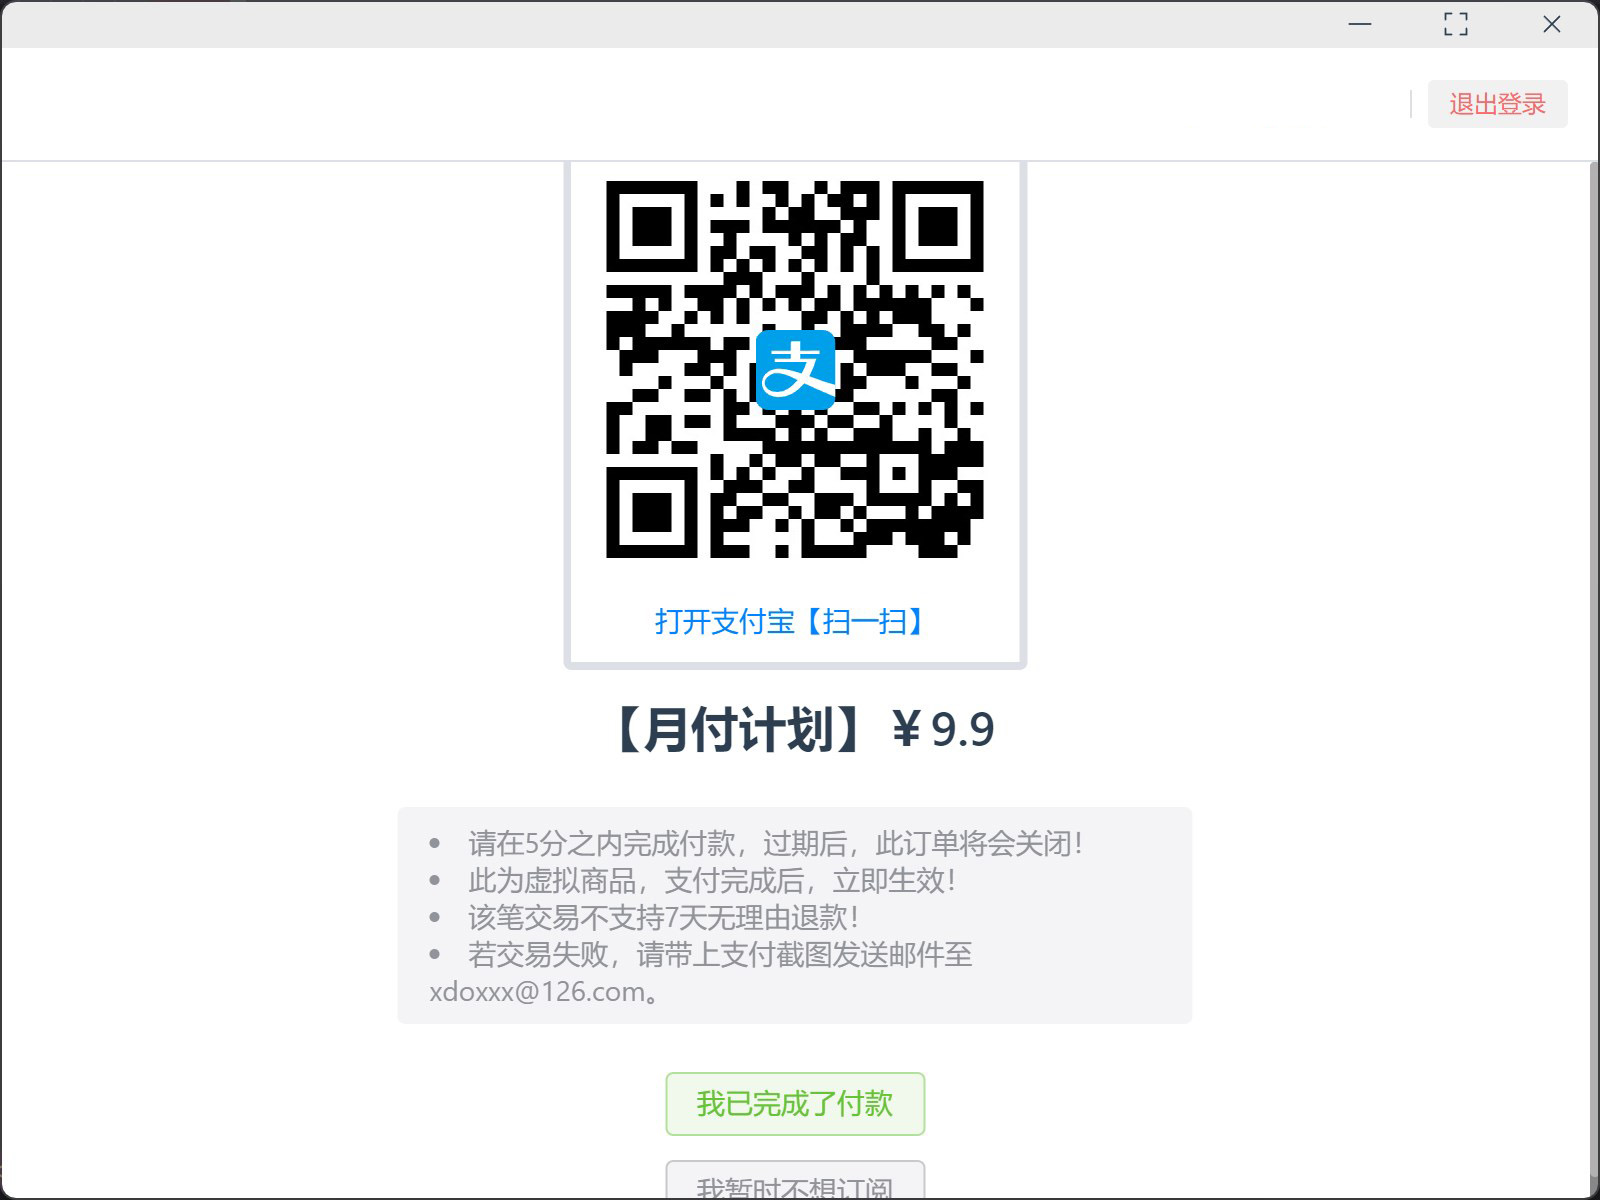 退出登录
支
打开支付宝【扫一扫】
【月付计划】 ¥ 9.9
• 请在5分之内完成付款，过期后，此订单将会关闭！
• 此为虚拟商品，支付完成后，立即生效！
• 该笔交易不支持7天无理由退款！
• 若交易失败，请带上支付截图发送邮件至
xdoxxx@126.com。
我已完成了付款
我暂时不想订阅